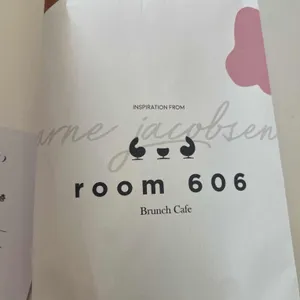 INSPIRATION FROM
arne jacobsen
room 606
Brunch Cafe